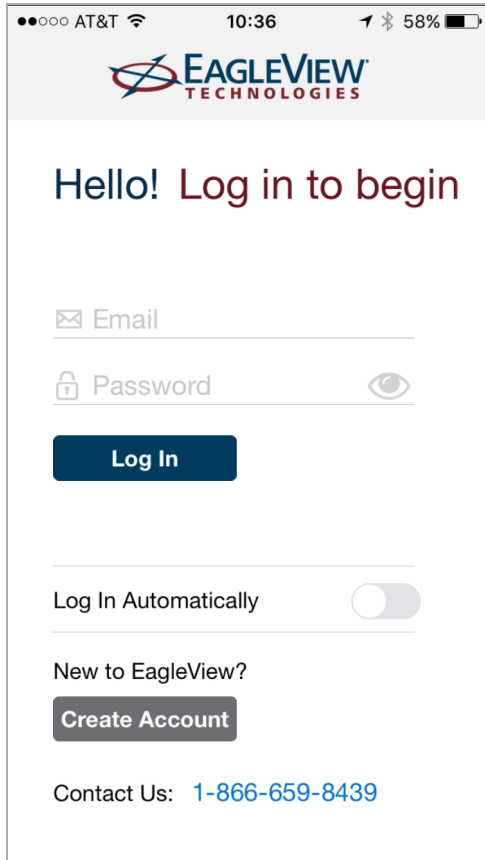 AT&T 10:36 58%
EAGLEVIEW
TECHNOLOGIES
Hello! Log in to begin
Email
Password
Log In
Log In Automatically
New to EagleView?
Create Account
Contact Us: 1-866-659-8439